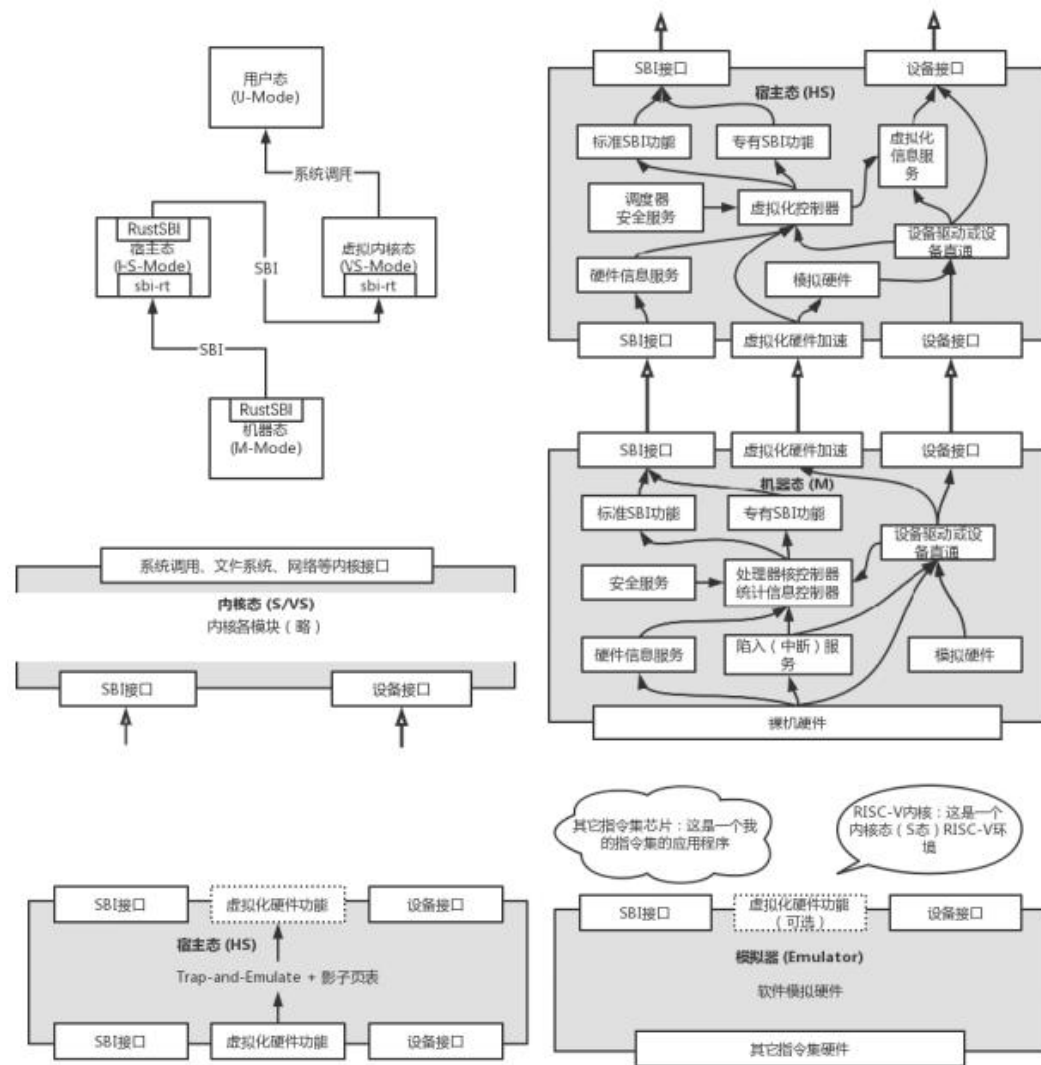 用户态
(U-Mode)
系统调用
RustSBI
宿主态
(HS-Mode)
sbi-rt
SBI
虚拟内核态
(VS-Mode)
sbi-rt
SBI
RustSBI
机器态
(M-Mode)
系统调用、文件系统、网络等内核接口
内核态 (S/VS)
内核各模块（略）
SBI接口
设备接口
SBI接口
设备接口
宿主态 (HS)
标准SBI功能
专有SBI功能
虚拟化
信息服
务
调度器
安全服务
虚拟化控制器
设备驱动或设
备直通
硬件信息服务
模拟硬件
SBI接口
虚拟化硬件加速
设备接口
SBI接口
虚拟化硬件加速
设备接口
机器态 (M)
标准SBI功能
专有SBI功能
设备驱动或设
备直通
安全服务
处理器核控制器
统计信息控制器
硬件信息服务
陷入（中断）服
务
模拟硬件
裸机硬件
SBI接口
虚拟化硬件功能
设备接口
宿主态 (HS)
Trap-and-Emulate + 影子页表
SBI接口
虚拟化硬件功能
设备接口
其它指令集芯片：这是一个我
的指令集的应用程序
RISC-V内核：这是一个
内核态（S态）RISC-V环
境
SBI接口
虚拟化硬件功能
（可选）
设备接口
模拟器 (Emulator)
软件模拟硬件
其它指令集硬件